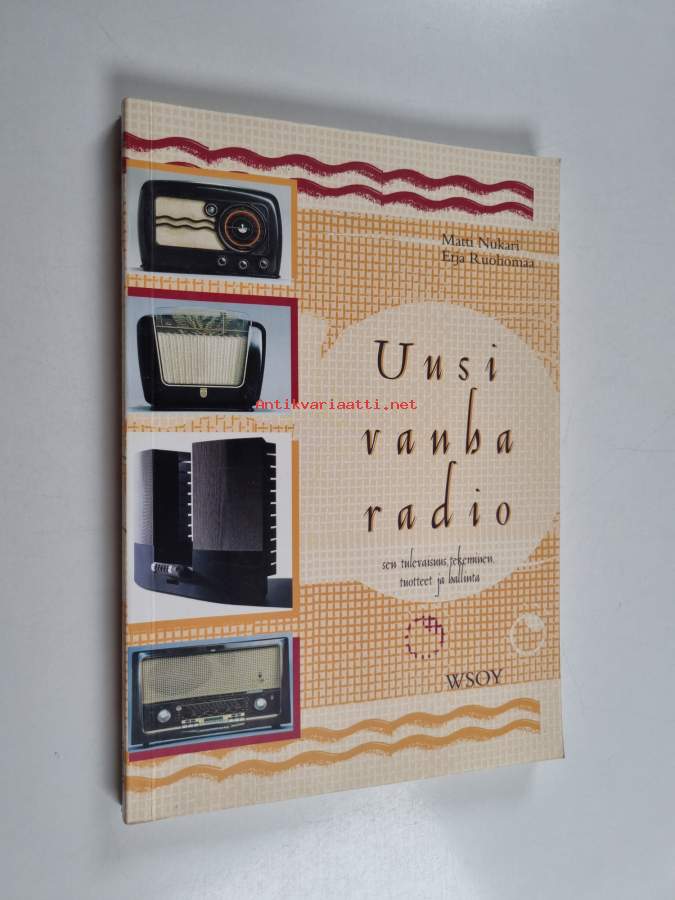 Matti Nukari
Erja Ruohomaa
Uusi
vanha
radio
sen tulevaisuus, tekeminen,
tuotteet ja hallinta
WSOY
Antikvariaatti.net